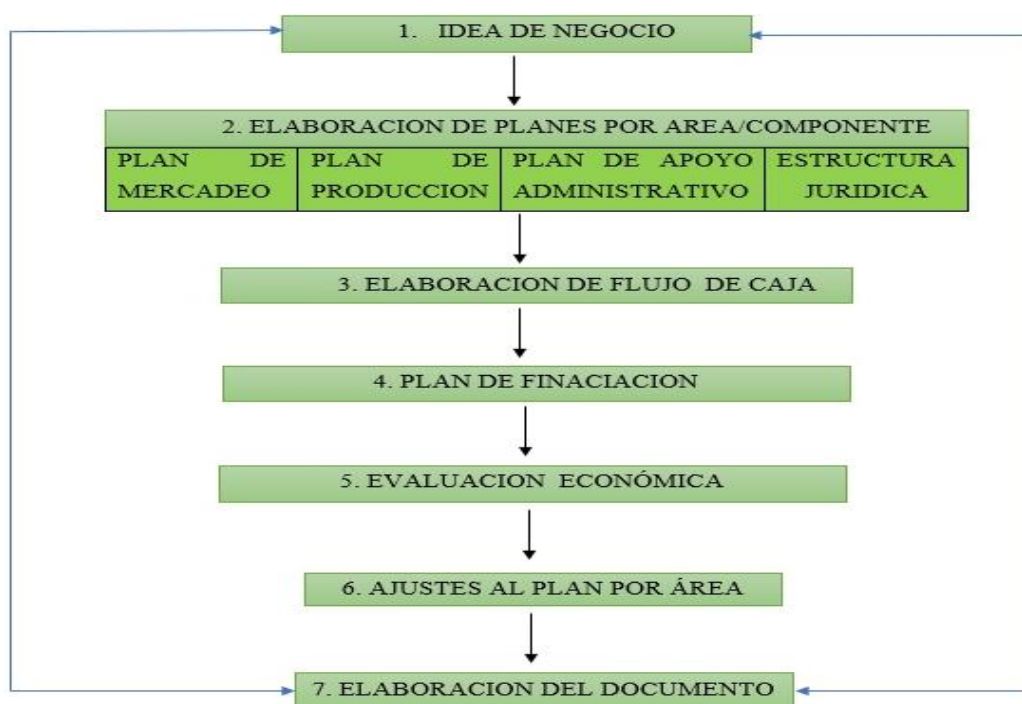 1. IDEA DE NEGOCIO
2. ELABORACION DE PLANES POR AREA/COMPONENTE
PLAN DE
MERCADEO
PLAN DE
PRODUCCION
PLAN DE APOYO
ADMINISTRATIVO
ESTRUCTURA
JURIDICA
3. ELABORACION DE FLUJO DE CAJA
4. PLAN DE FINACIACION
5. EVALUACION ECONÓMICA
6. AJUSTES AL PLAN POR ÁREA
7. ELABORACION DEL DOCUMENTO